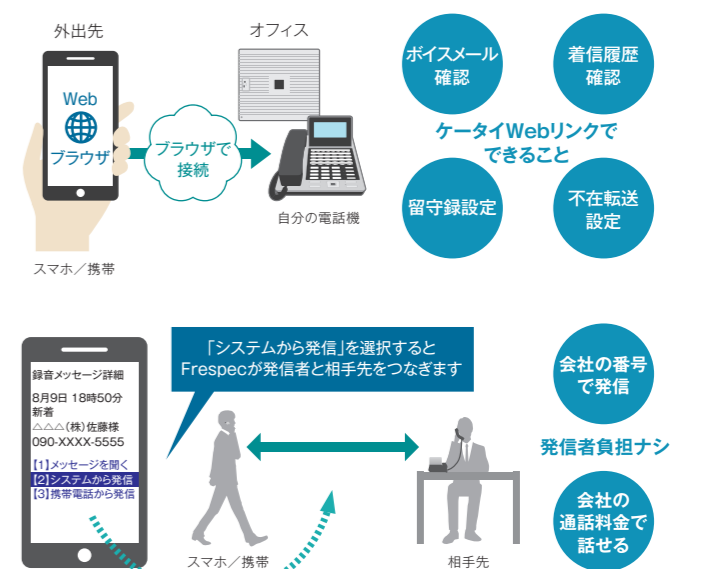 外出先
オフィス
Web
ブラウザ
ブラウザで
接続
自分の電話機
スマホ／携帯
ボイスメール
確認
着信履歴
確認
ケータイWebリンクで
できること
留守録設定
不在転送
設定
「システムから発信」を選択すると
Frespecが発信者と相手先をつなぎます
録音メッセージ詳細
8月9日 18時50分
新着
△△△(株)佐藤様
090-XXXX-5555
【1】メッセージを聞く
【2】システムから発信
【3】携帯電話から発信
スマホ／携帯
相手先
会社の番号
で発信
発信者負担ナシ
会社の
通話料金で
話せる